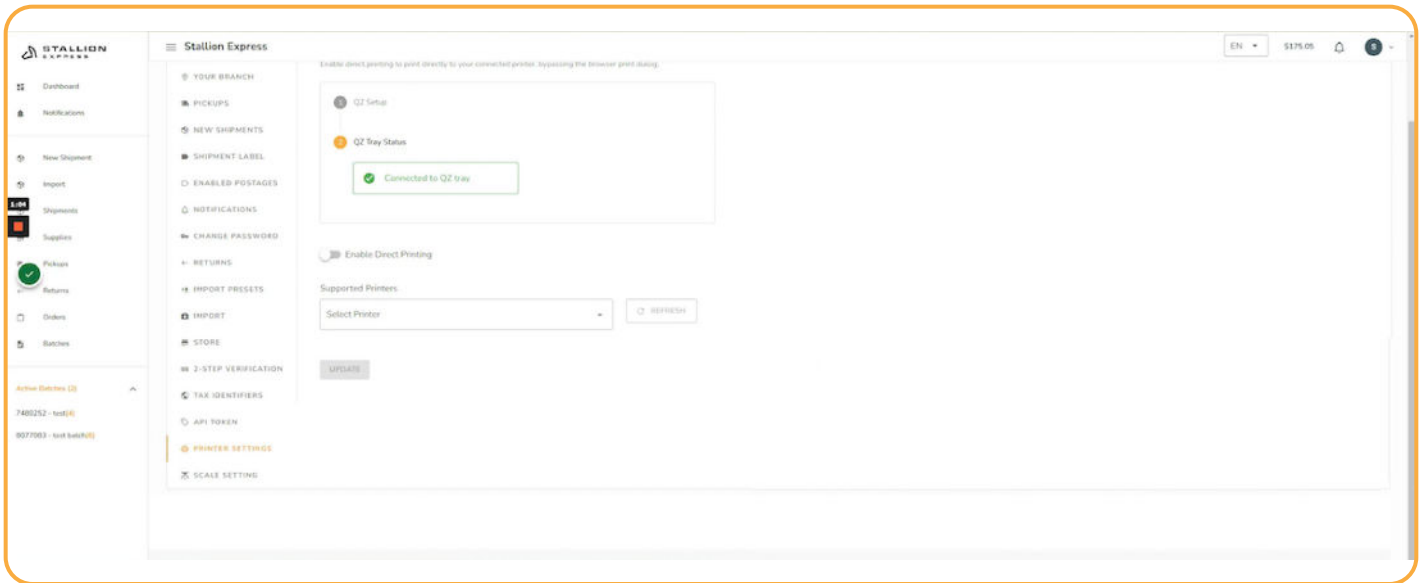 STALLION
EXPRESS
Stallion Express
EN
$175.05
S
Dashboard
Notifications
New Shipment
Import
1:04
Shipments
Supplies
Pickups
Returns
Orders
Batches
Active Batches (2)
7480252 - test(4)
9077003 - test batch(6)
YOUR BRANCH
PICKUPS
NEW SHIPMENTS
SHIPMENT LABEL
ENABLED POSTAGES
NOTIFICATIONS
CHANGE PASSWORD
RETURNS
IMPORT PRESETS
IMPORT
STORE
2-STEP VERIFICATION
TAX IDENTIFIERS
API TOKEN
PRINTER SETTINGS
SCALE SETTING
Enable direct printing to print directly to your connected printer, bypassing the browser print dialog.
1 QZ Setup
2 QZ Tray Status
Connected to QZ tray
Enable Direct Printing
Supported Printers
Select Printer
REFRESH
UPDATE